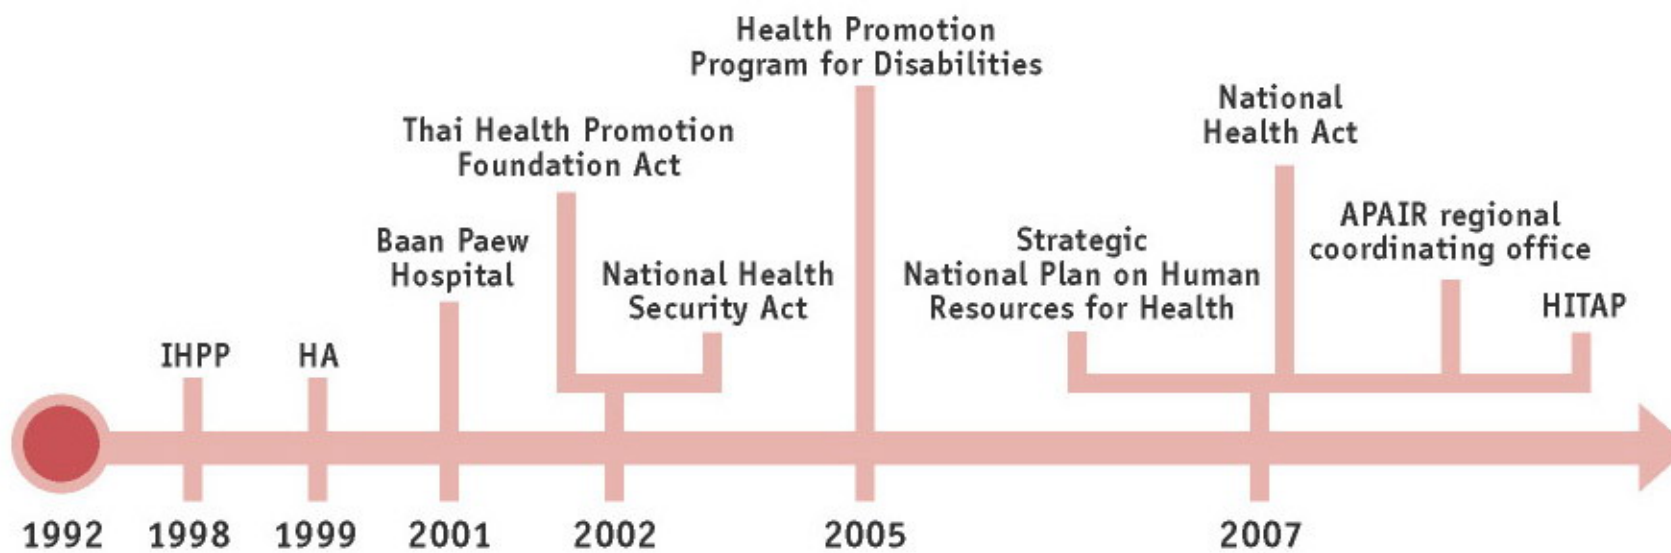 Health Promotion
Program for Disabilities
National
Health Act
Thai Health Promotion
Foundation Act
APAIR regional
coordinating office
Baan Paew
Hospital
Strategic
National Plan on Human
Resources for Health
National Health
Security Act
HITAP
IHPP
HA
1992
1998
1999
2001
2002
2005
2007